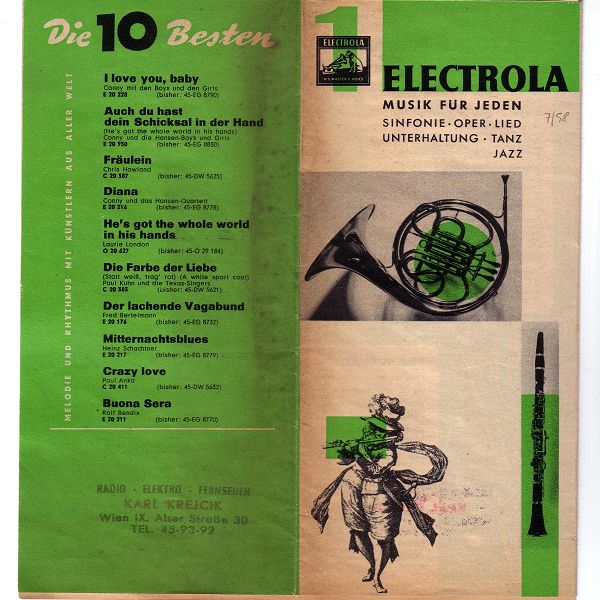 Die 10 Besten
I love you, baby
Conny mit den Boys und den Girls
E 20 228 (bisher: 45-EG 8790)
Auch du hast
dein Schicksal in der Hand
(He's got the whole world in his hands)
Conny und die Hansen-Boys und Girls
E 20 930 (bisher: 45-EG 8850)
Fräulein
Chris Howland
C 20 387 (bisher: 45-DW 5625)
Diana
Conny und das Hansen-Quartett
E 20 216 (bisher: 45-EG 8778)
He's got the whole world
in his hands
Laurie London
O 20 627 (bisher: 45-O 29 184)
Die Farbe der Liebe
(Statt weiß, trag' rot) (A white sport coat)
Paul Kuhn und die Texas-Singers
C 20 383 (bisher: 45-DW 5621)
Der lachende Vagabund
Fred Bertelmann
E 20 176 (bisher: 45-EG 8732)
Mitternachtsblues
Heinz Schachtner
E 20 217 (bisher: 45-EG 8779)
Crazy love
Paul Anka
C 20 411 (bisher: 45-DW 5632)
Buona Sera
Ralf Bendix
E 20 211 (bisher: 45-EG 8770)
MELODIE UND RHYTHMUS MIT KÜNSTLERN AUS ALLER WELT
RADIO - ELEKTRO - FERNSEHEN
KARL KREJCIK
Wien IX, Alser Straße 30
TEL. 45-93-92
1
ELECTROLA
"HIS MASTER'S VOICE"
ELECTROLA
MUSIK FÜR JEDEN
SINFONIE · OPER · LIED
UNTERHALTUNG · TANZ
JAZZ
7/58